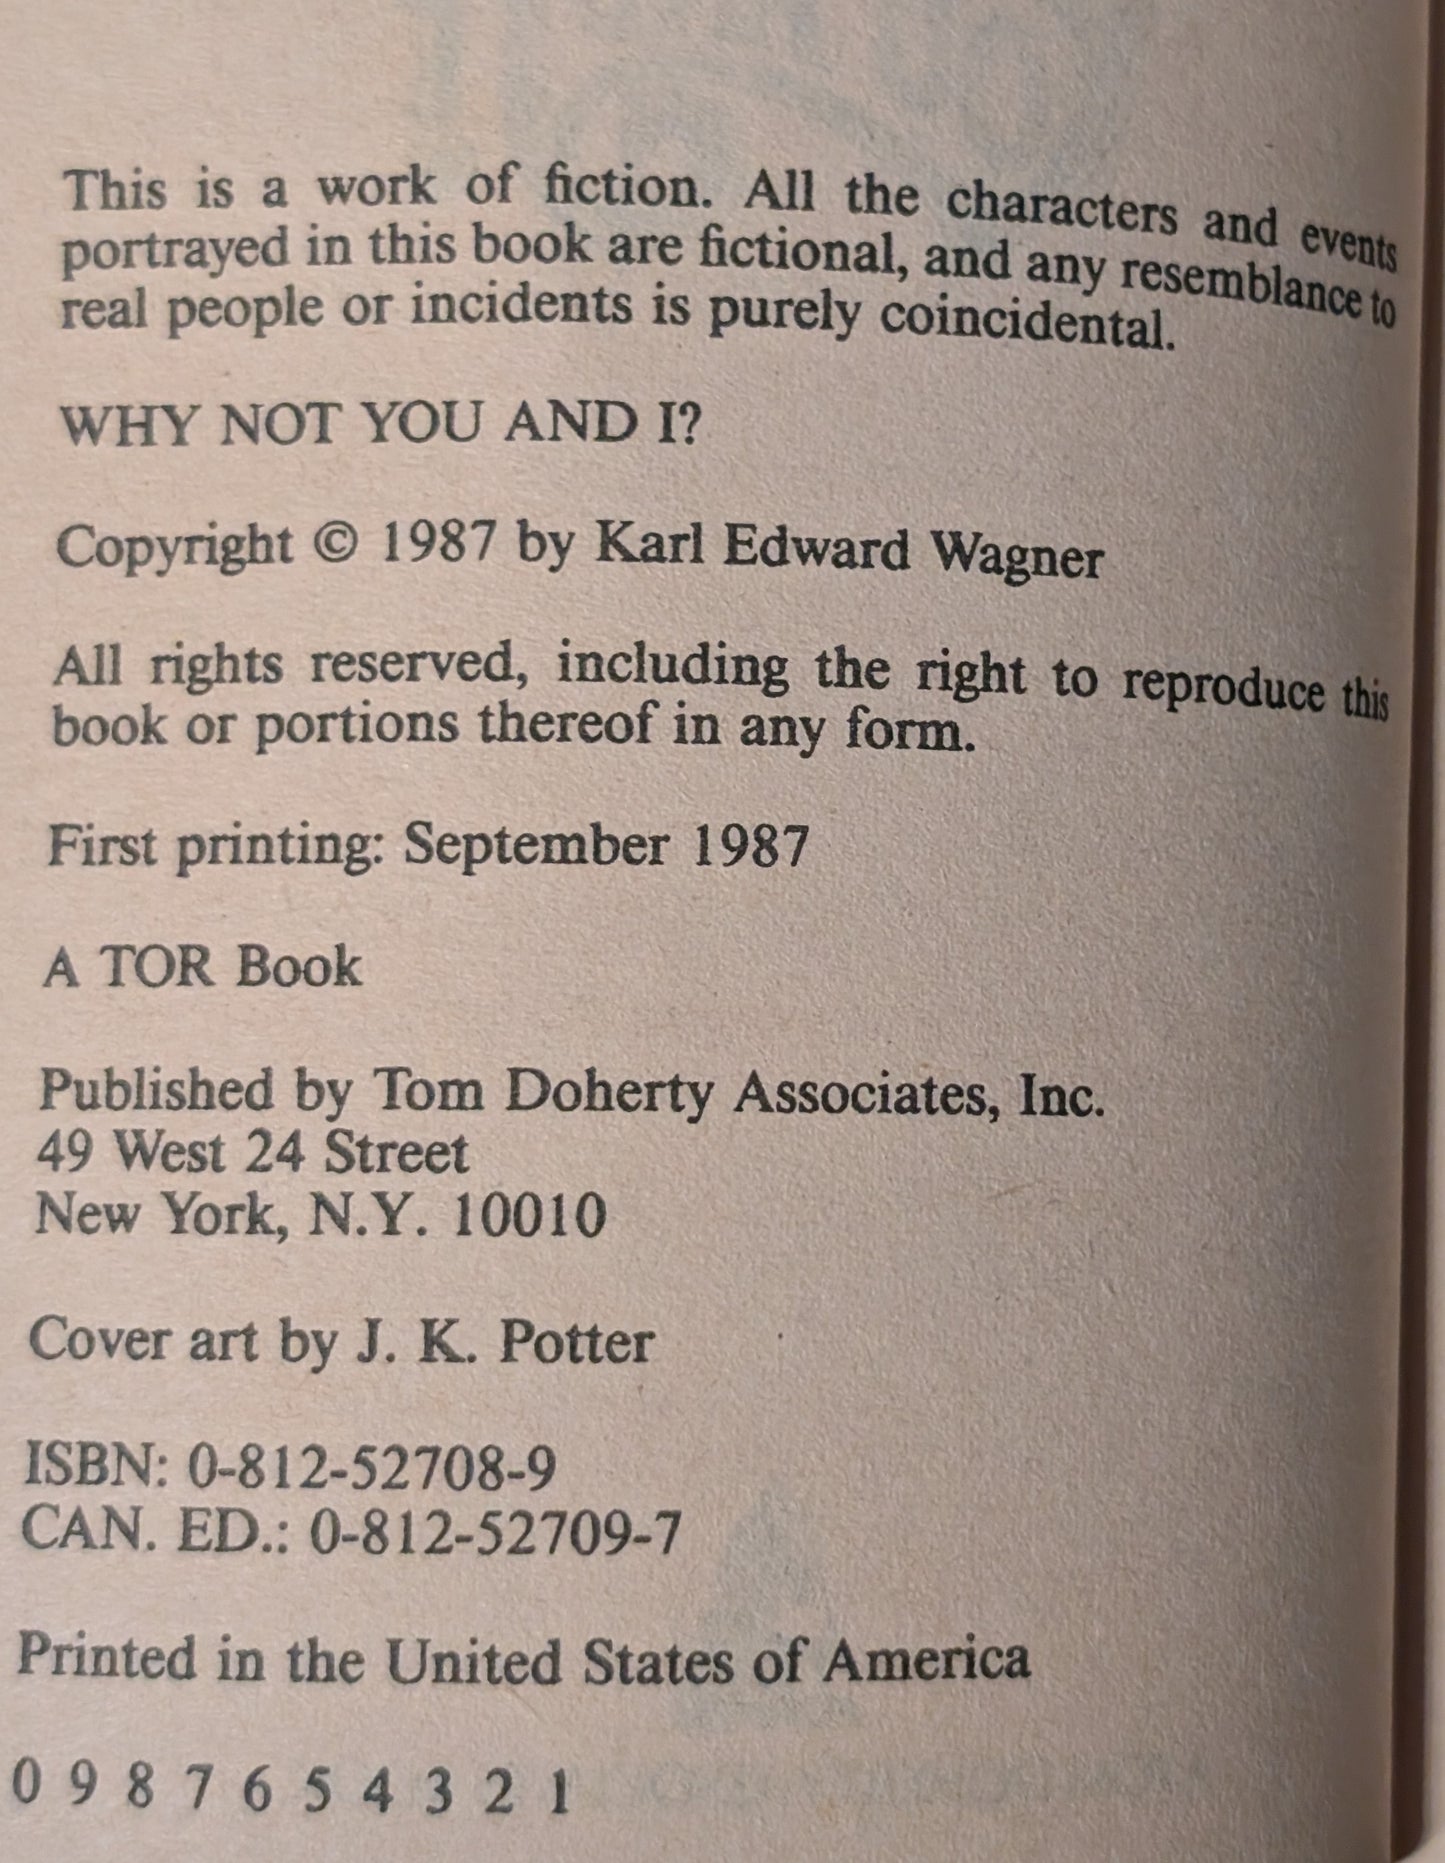 This is a work of fiction. All the characters and events
portrayed in this book are fictional, and any resemblance to
real people or incidents is purely coincidental.
WHY NOT YOU AND I?
Copyright © 1987 by Karl Edward Wagner
All rights reserved, including the right to reproduce this
book or portions thereof in any form.
First printing: September 1987
A TOR Book
Published by Tom Doherty Associates, Inc.
49 West 24 Street
New York, N.Y. 10010
Cover art by J. K. Potter
ISBN: 0-812-52708-9
CAN. ED.: 0-812-52709-7
Printed in the United States of America
0 9 8 7 6 5 4 3 2 1